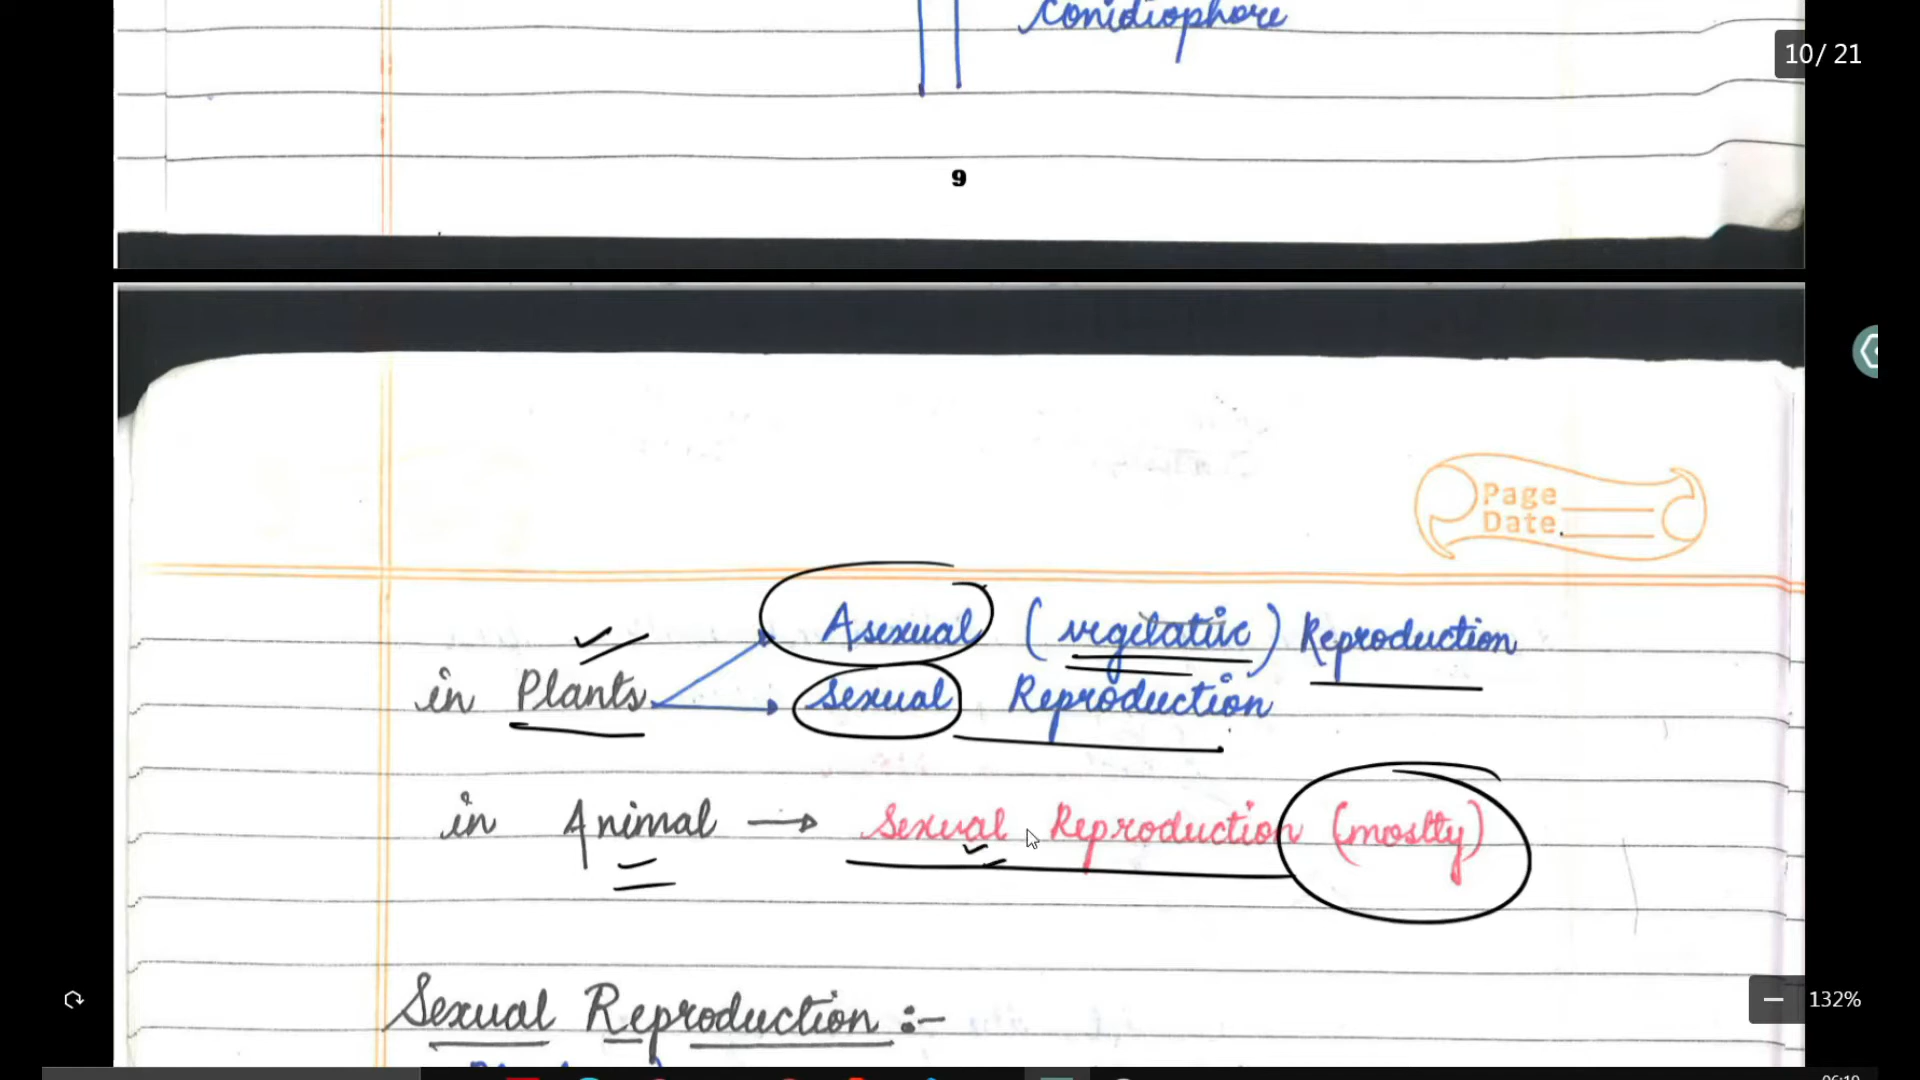 conidiophore
10/ 21
9
Page
Date
Asexual (vegitative) Reproduction
in Plants
Sexual Reproduction
in Animal → Sexual Reproduction (mostly)
132%
Sexual Reproduction :-